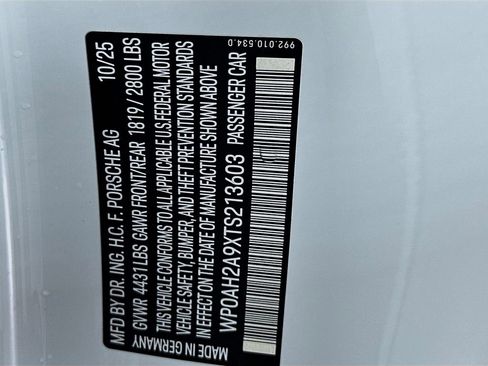 MFD BY DR. ING. H.C. F. PORSCHE AG 10/25
GVWR 4431 LBS GAWR FRONT/REAR 1819 / 2800 LBS
THIS VEHICLE CONFORMS TO ALL APPLICABLE U.S. FEDERAL MOTOR
VEHICLE SAFETY, BUMPER, AND THEFT PREVENTION STANDARDS
IN EFFECT ON THE DATE OF MANUFACTURE SHOWN ABOVE
WP0AH2A9XTS213603 PASSENGER CAR
MADE IN GERMANY
992.010.534.D